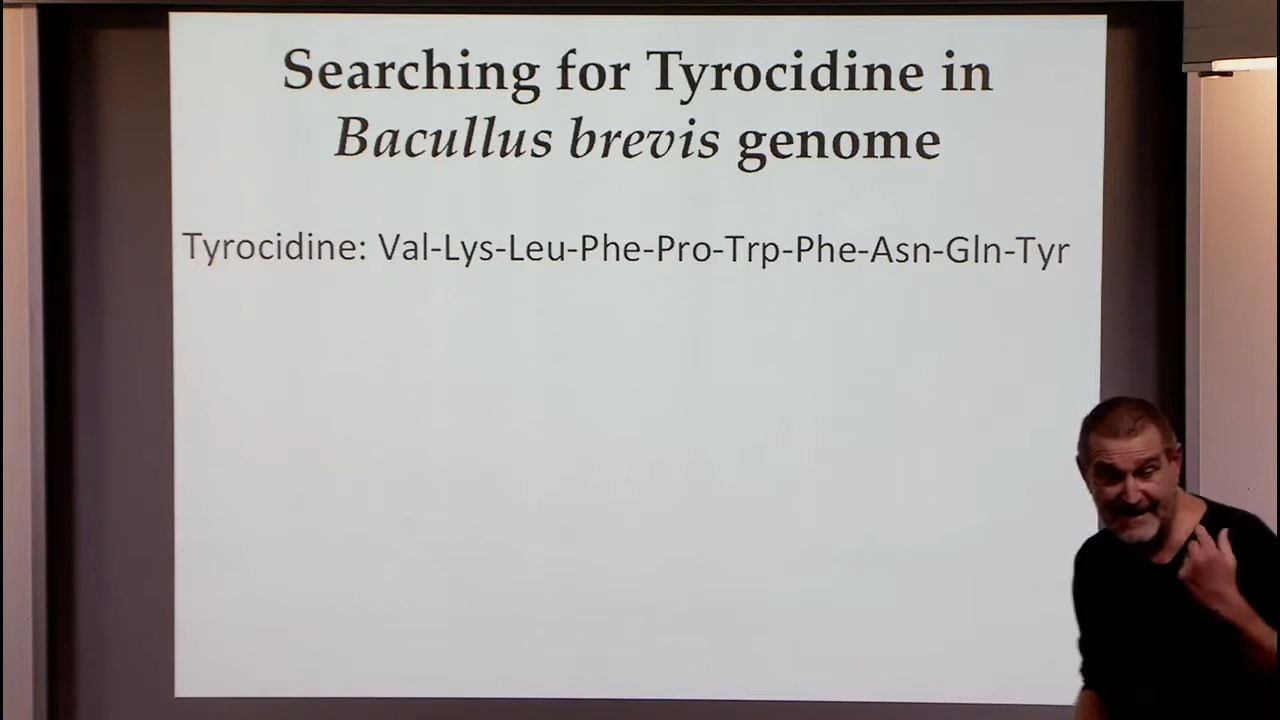 Searching for Tyrocidine in
Bacullus brevis genome
Tyrocidine: Val-Lys-Leu-Phe-Pro-Trp-Phe-Asn-Gln-Tyr